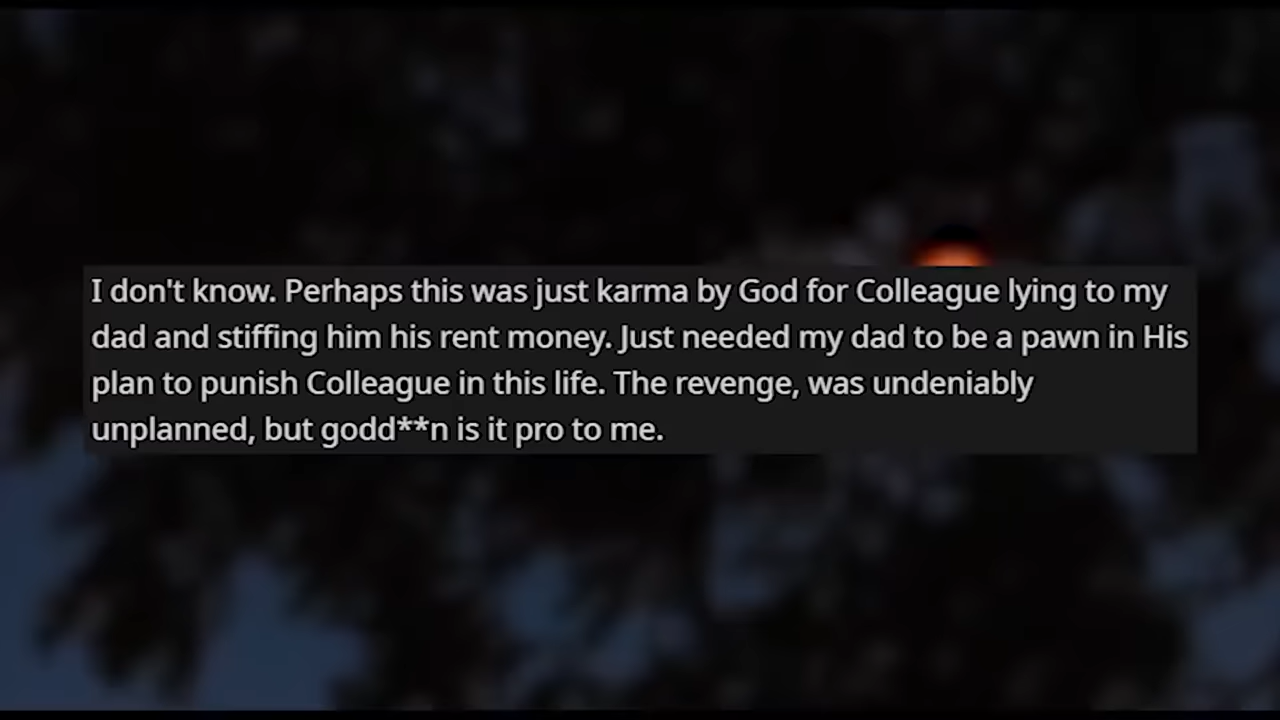 I don't know. Perhaps this was just karma by God for Colleague lying to my
dad and stiffing him his rent money. Just needed my dad to be a pawn in His
plan to punish Colleague in this life. The revenge, was undeniably
unplanned, but godd**n is it pro to me.